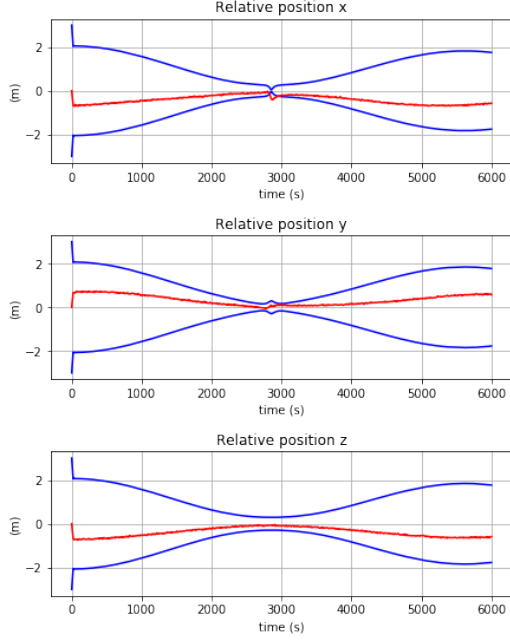 Relative position x
2
0
−2
(m)
0 1000 2000 3000 4000 5000 6000
time (s)
Relative position y
2
0
−2
(m)
0 1000 2000 3000 4000 5000 6000
time (s)
Relative position z
2
0
−2
(m)
0 1000 2000 3000 4000 5000 6000
time (s)